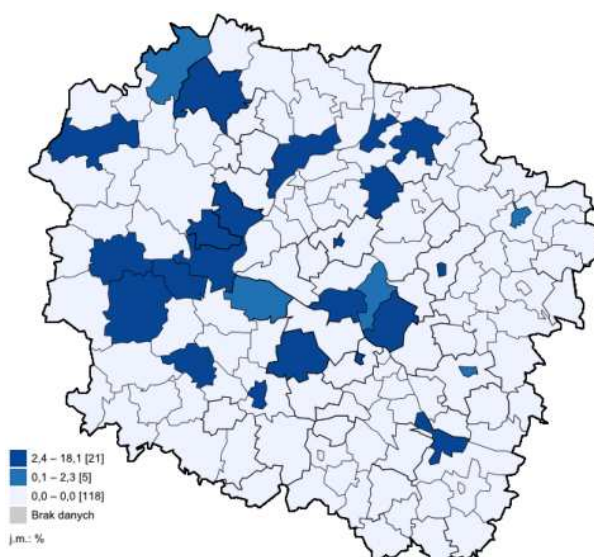 2,4 – 18,1 [21]
0,1 – 2,3 [5]
0,0 – 0,0 [118]
Brak danych
j.m.: %